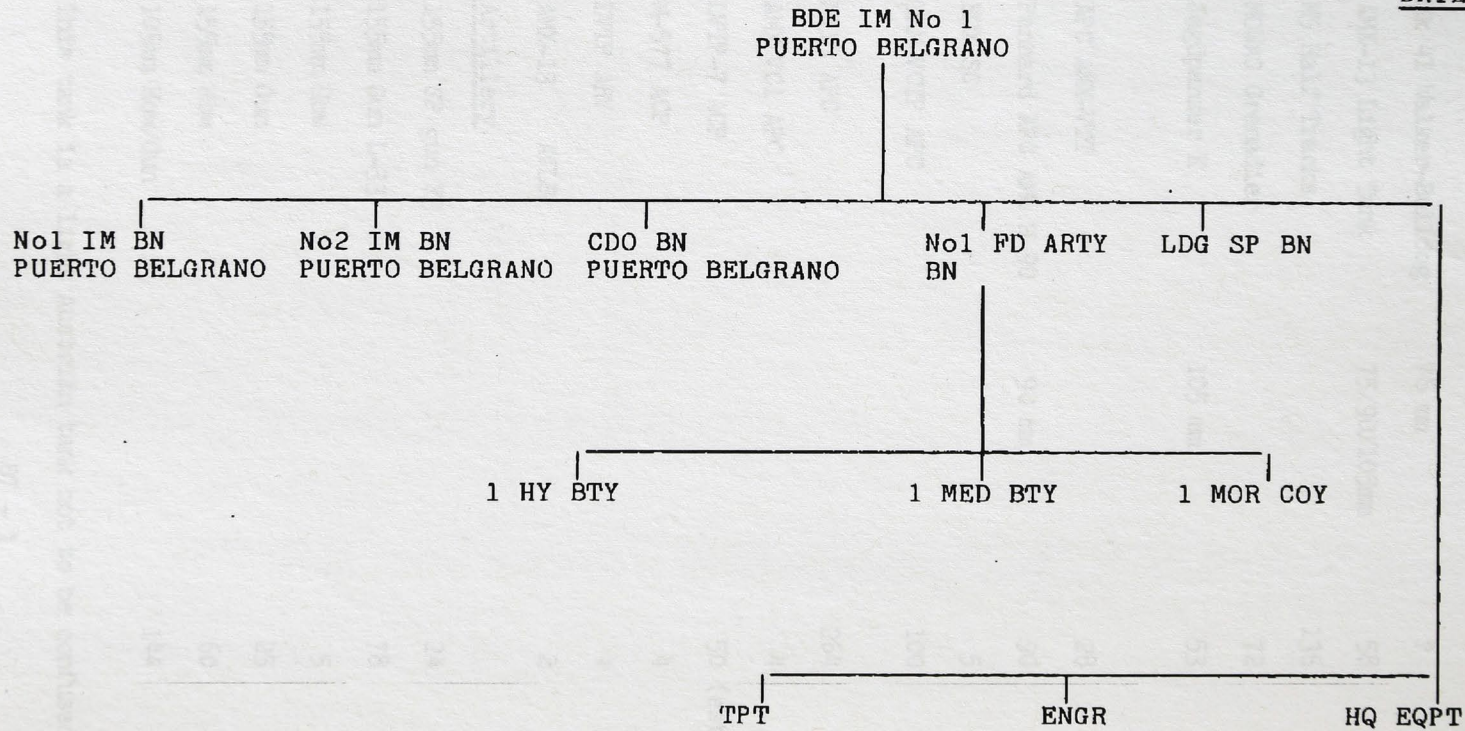 BDE IM No 1
PUERTO BELGRANO
No1 IM BN
PUERTO BELGRANO
No2 IM BN
PUERTO BELGRANO
CDO BN
PUERTO BELGRANO
No1 FD ARTY
BN
LDG SP BN
1 HY BTY
1 MED BTY
1 MOR COY
TPT
ENGR
HQ EQPT